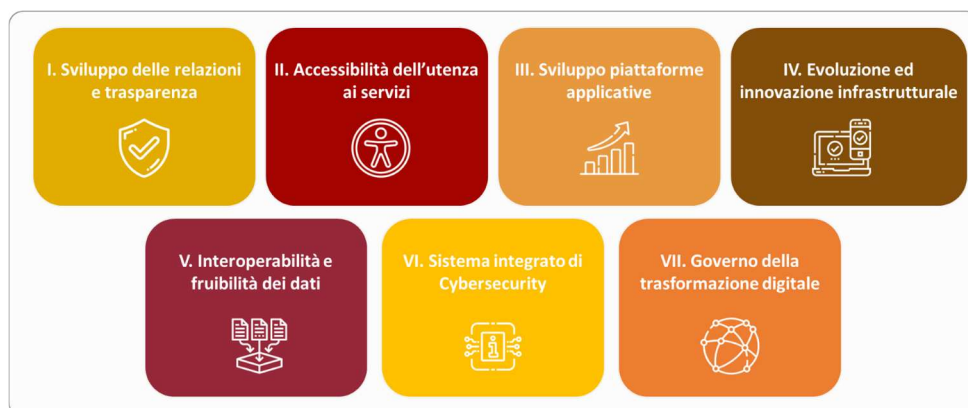 I. Sviluppo delle relazioni
e trasparenza
II. Accessibilità dell'utenza
ai servizi
III. Sviluppo piattaforme
applicative
IV. Evoluzione ed
innovazione infrastrutturale
V. Interoperabilità e
fruibilità dei dati
VI. Sistema integrato di
Cybersecurity
VII. Governo della
trasformazione digitale